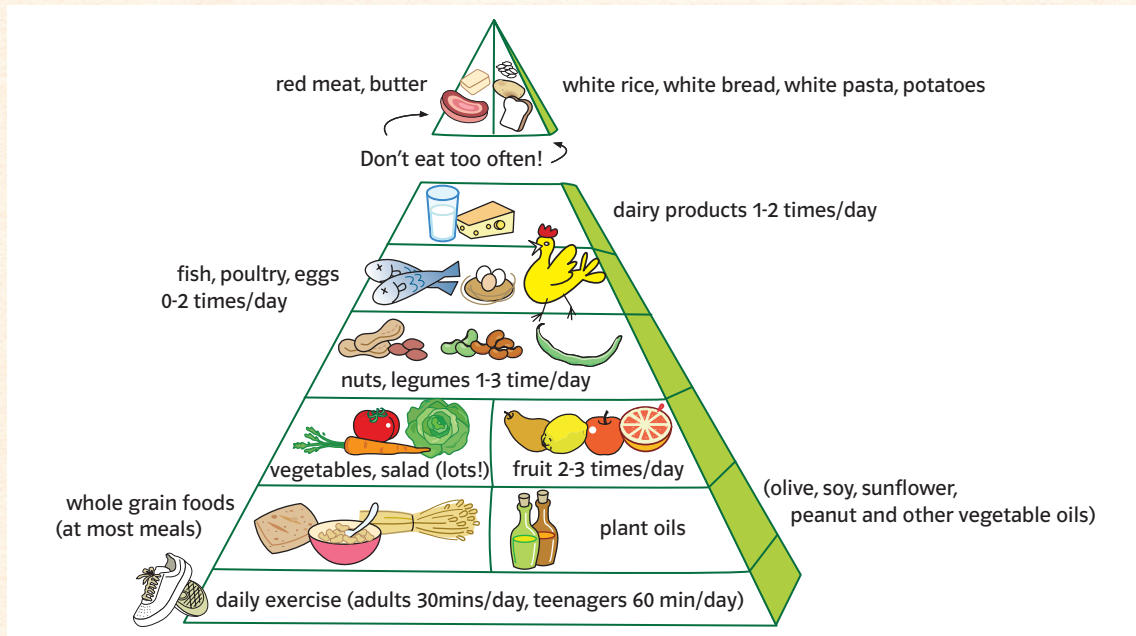 red meat, butter
white rice, white bread, white pasta, potatoes
Don't eat too often!
dairy products 1-2 times/day
fish, poultry, eggs
0-2 times/day
nuts, legumes 1-3 time/day
vegetables, salad (lots!)
fruit 2-3 times/day
whole grain foods
(at most meals)
plant oils
(olive, soy, sunflower,
peanut and other vegetable oils)
daily exercise (adults 30mins/day, teenagers 60 min/day)